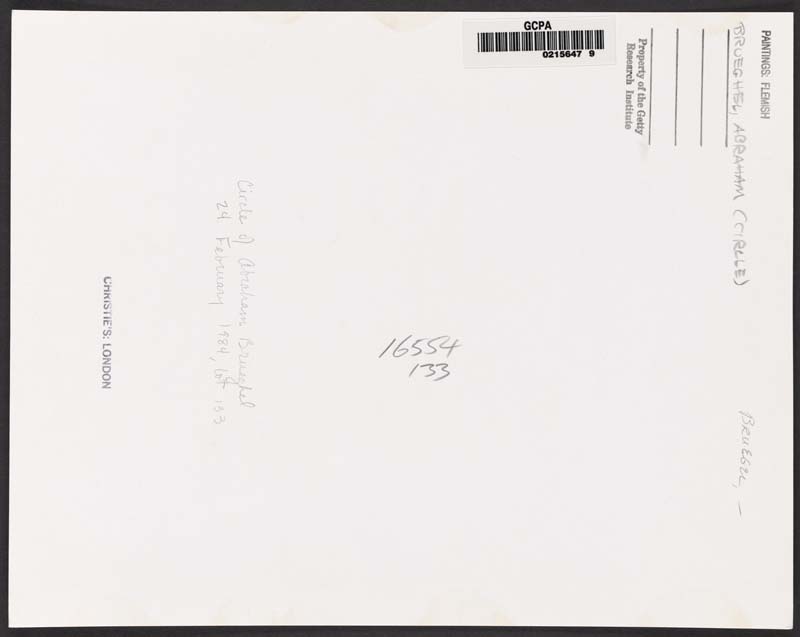 GCPA
0215647 9
PAINTINGS: FLEMISH
BRUEGHEL, ABRAHAM (CIRCLE)
Property of the Getty
Research Institute
BRUEGEL, —
Circle of Abraham Brueghel
24 February 1984, lot 133
16554
133
CHRISTIE'S: LONDON